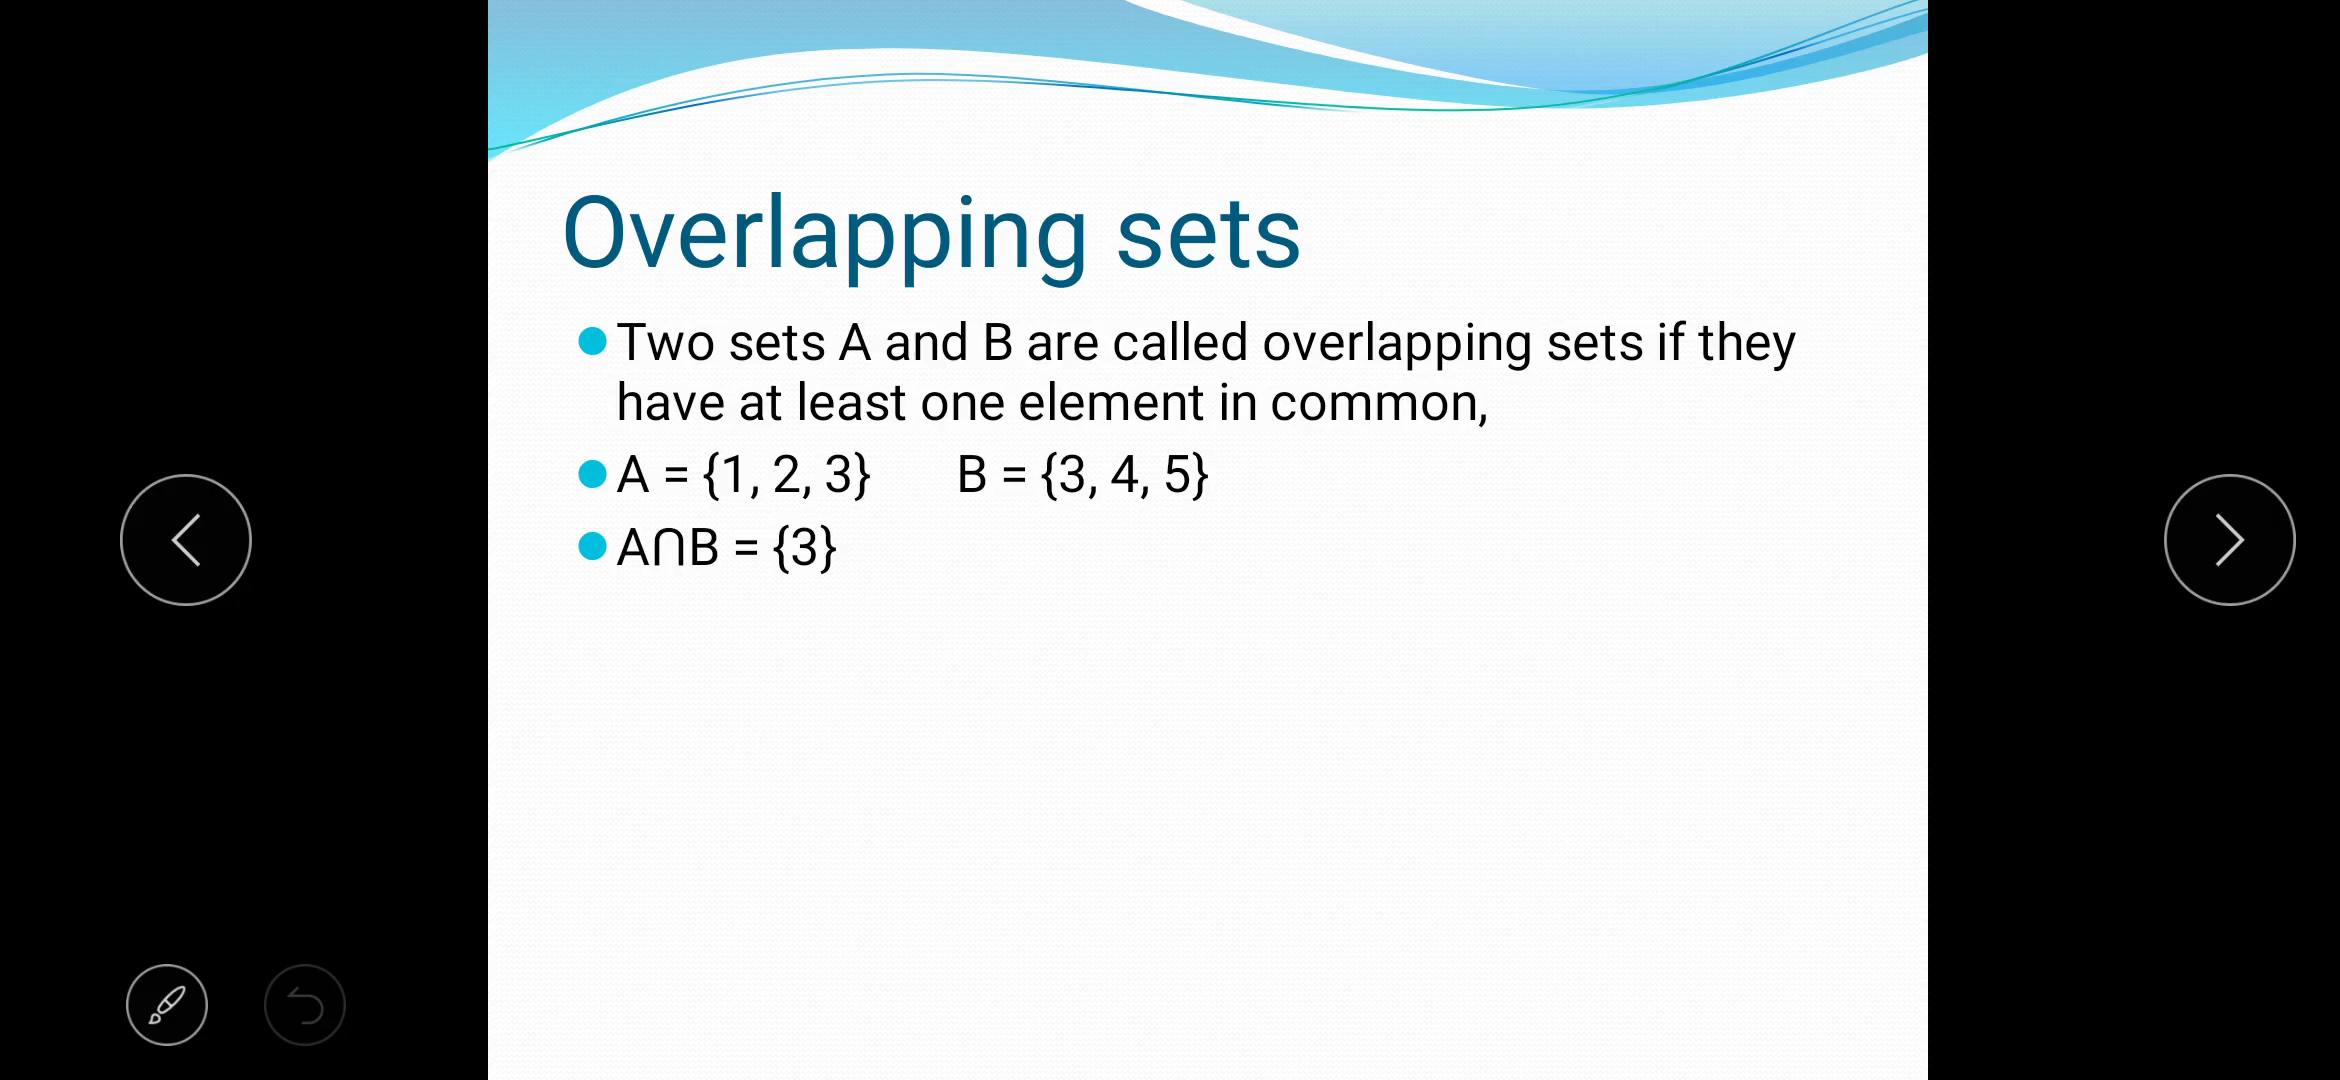 Overlapping sets
Two sets A and B are called overlapping sets if they
have at least one element in common,
A = {1, 2, 3} B = {3, 4, 5}
A∩B = {3}